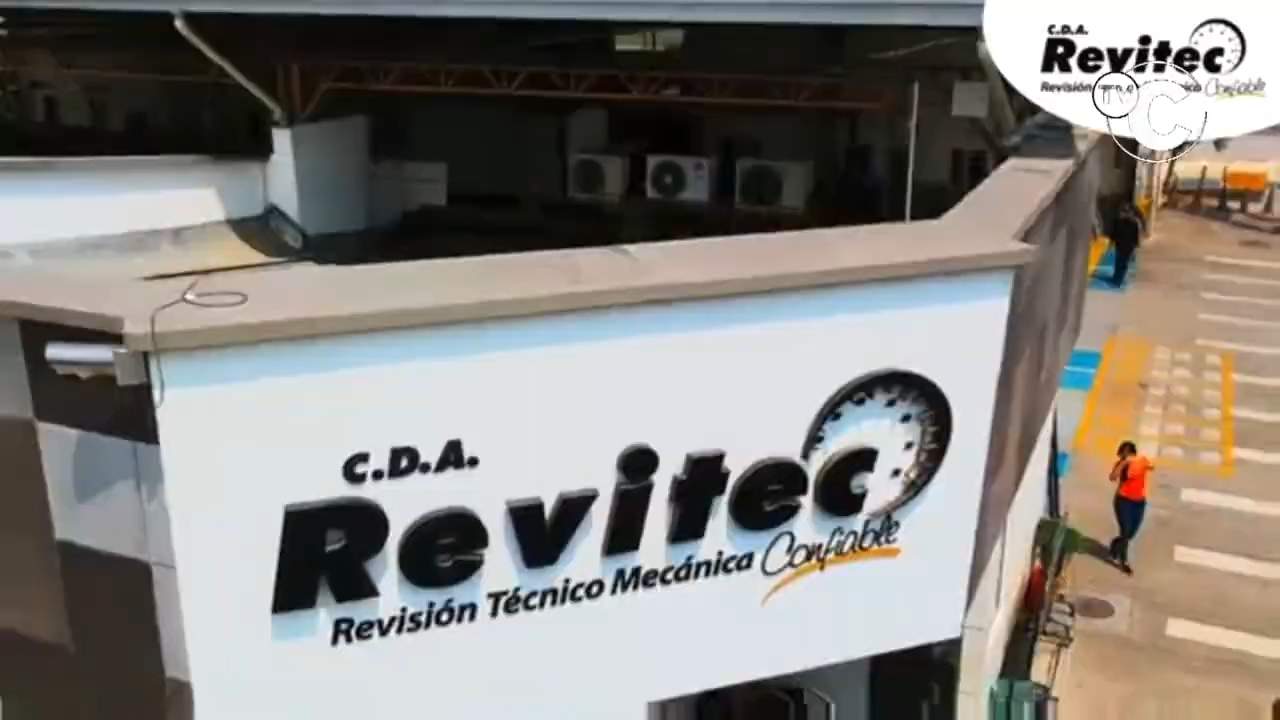 C.D.A.
Revitec
Revisión Técnico Mecánica Confiable
C.D.A.
Revitec
Revisión Confiable